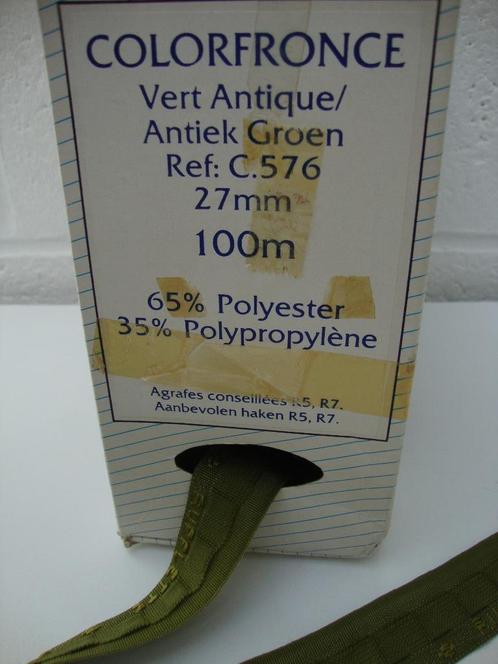 COLORFRONCE
Vert Antique/
Antiek Groen
Ref: C.576
27mm
100m
65% Polyester
35% Polypropylène
Agrafes conseillées R5, R7.
Aanbevolen haken R5, R7.